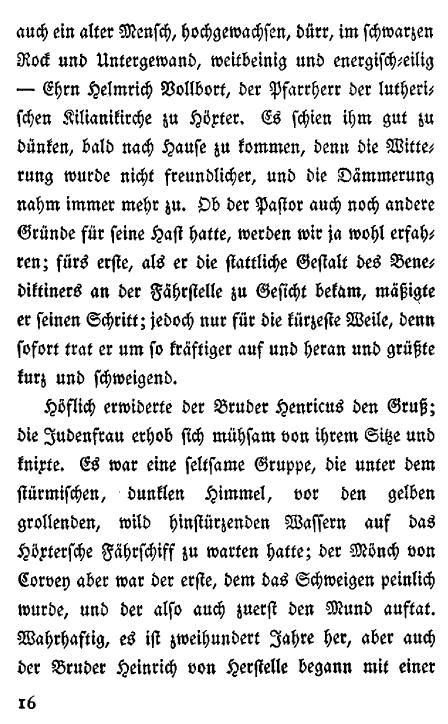 auch ein alter Menſch, hochgewachſen, dürr, im ſchwarzen
Rock und Untergewand, weitbeinig und energiſch⸗eilig
— Ehrn Helmrich Vollbort, der Pfarrherr der lutheri⸗
ſchen Kilianikirche zu Höxter. Es ſchien ihm gut zu
dünken, bald nach Hauſe zu kommen, denn die Witte⸗
rung wurde nicht freundlicher, und die Dämmerung
nahm immer mehr zu. Ob der Paſtor auch noch andere
Gründe für ſeine Haſt hatte, werden wir ja wohl erfah⸗
ren; fürs erſte, als er die ſtattliche Geſtalt des Bene⸗
diktiners an der Fährſtelle zu Geſicht bekam, mäßigte
er ſeinen Schritt; jedoch nur für die kürzeſte Weile, denn
ſofort trat er um ſo kräftiger auf und heran und grüßte
kurz und ſchweigend.
Höflich erwiderte der Bruder Henricus den Gruß;
die Judenfrau erhob ſich mühſam von ihrem Sitze und
knixte. Es war eine ſeltſame Gruppe, die unter dem
ſtürmiſchen, dunklen Himmel, vor den gelben
grollenden, wild hinſtürzenden Waſſern auf das
Höxterſche Fährſchiff zu warten hatte; der Mönch von
Corvey aber war der erſte, dem das Schweigen peinlich
wurde, und der alſo auch zuerſt den Mund auftat.
Wahrhaftig, es iſt zweihundert Jahre her, aber auch
der Bruder Heinrich von Herſtelle begann mit einer
16